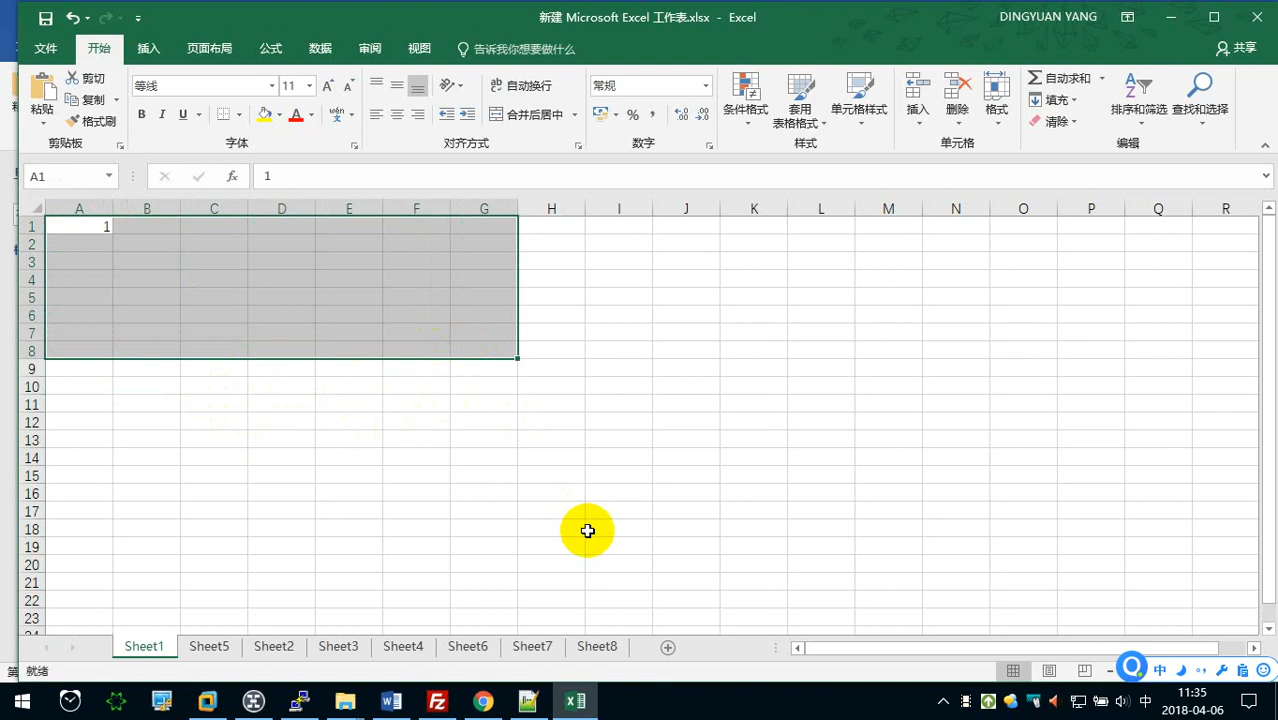 新建 Microsoft Excel 工作表.xlsx - Excel
DINGYUAN YANG
文件 开始 插入 页面布局 公式 数据 审阅 视图 告诉我你想要做什么 共享
粘贴 剪切 复制 格式刷 剪贴板
等线 11 B I U A 字体
自动换行 合并后居中 对齐方式
常规 % , 数字
条件格式 套用表格格式 单元格样式 样式
插入 删除 格式 单元格
自动求和 填充 清除 排序和筛选 查找和选择 编辑
A1 fx 1
A B C D E F G H I J K L M N O P Q R
1 1
2
3
4
5
6
7
8
9
10
11
12
13
14
15
16
17
18
19
20
21
22
23
24
Sheet1 Sheet5 Sheet2 Sheet3 Sheet4 Sheet6 Sheet7 Sheet8
第 就绪
中
中 11:35
2018-04-06